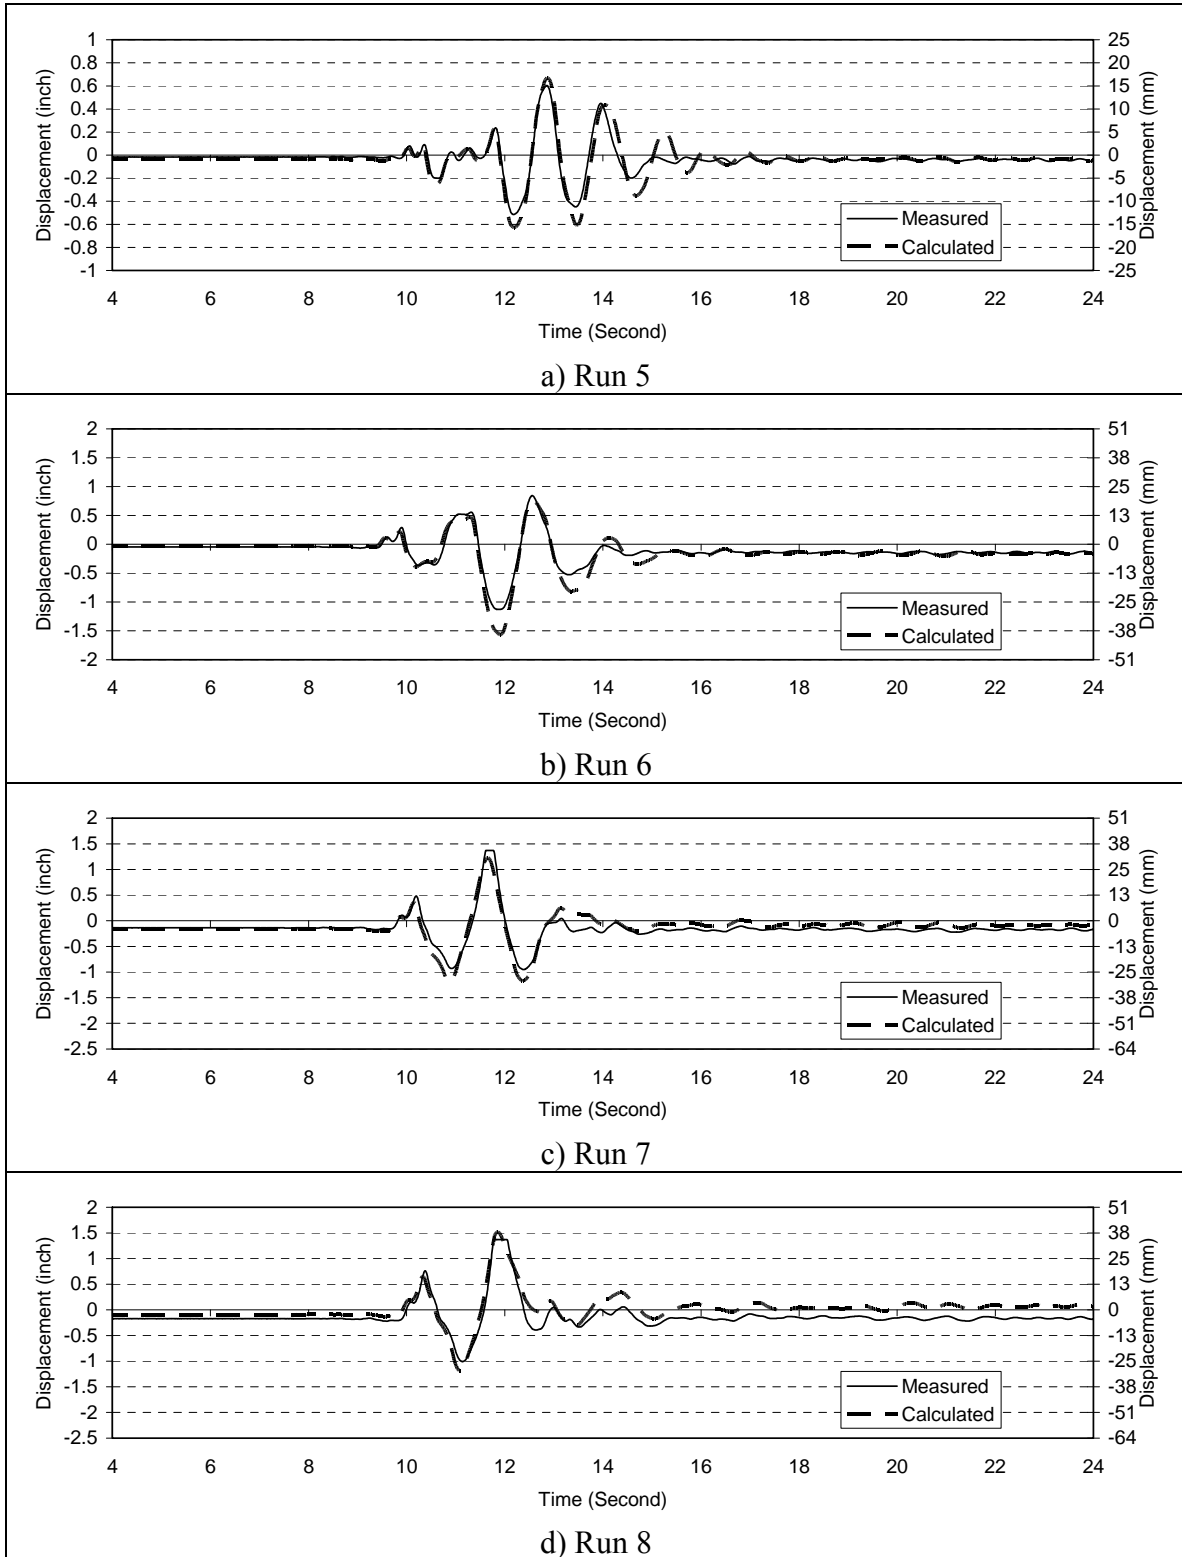 1 25
0.8 20
0.6 15
0.4 10
0.2 5
0 0
-0.2 -5
-0.4 -10
-0.6 -15
-0.8 -20
-1 -25
Displacement (inch)
Displacement (mm)
Measured
Calculated
4 6 8 10 12 14 16 18 20 22 24
Time (Second)
a) Run 5
2 51
1.5 38
1 25
0.5 13
0 0
-0.5 -13
-1 -25
-1.5 -38
-2 -51
Displacement (inch)
Displacement (mm)
Measured
Calculated
4 6 8 10 12 14 16 18 20 22 24
Time (Second)
b) Run 6
2 51
1.5 38
1 25
0.5 13
0 0
-0.5 -13
-1 -25
-1.5 -38
-2 -51
-2.5 -64
Displacement (inch)
Displacement (mm)
Measured
Calculated
4 6 8 10 12 14 16 18 20 22 24
Time (Second)
c) Run 7
2 51
1.5 38
1 25
0.5 13
0 0
-0.5 -13
-1 -25
-1.5 -38
-2 -51
-2.5 -64
Displacement (inch)
Displacement (mm)
Measured
Calculated
4 6 8 10 12 14 16 18 20 22 24
Time (Second)
d) Run 8